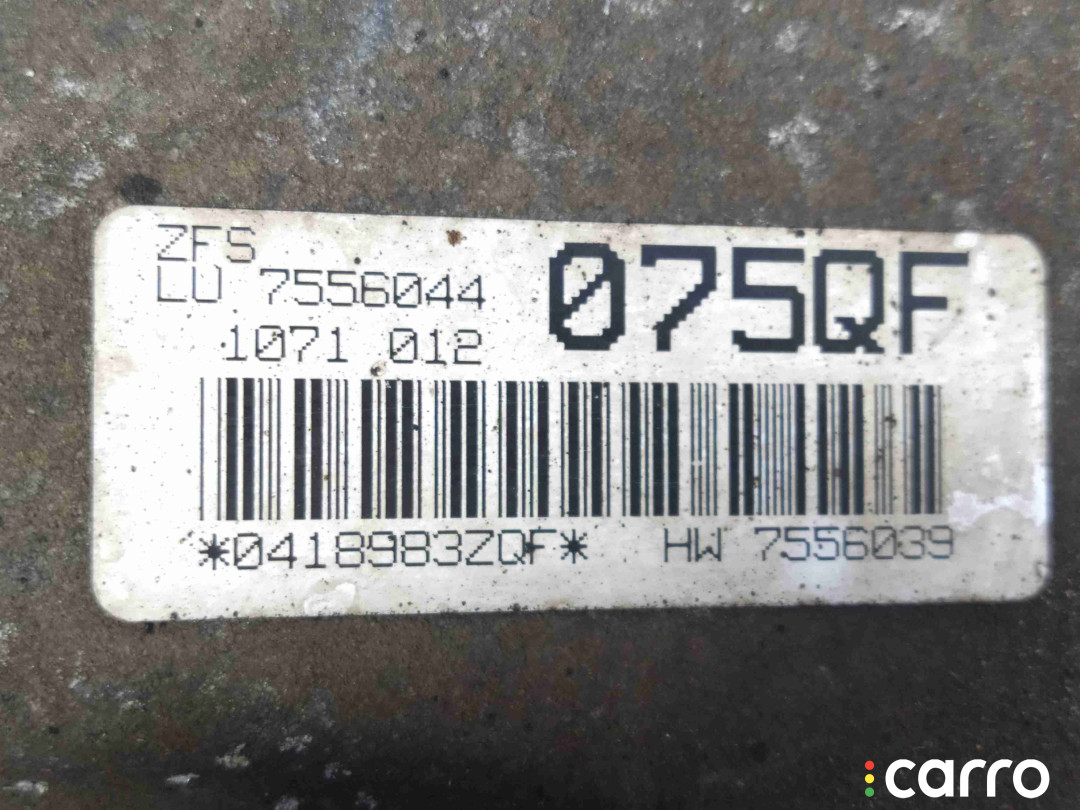 ZFS
LU 7556044
075QF
1071 012
*0418983ZQF*
HW 7556039
carro